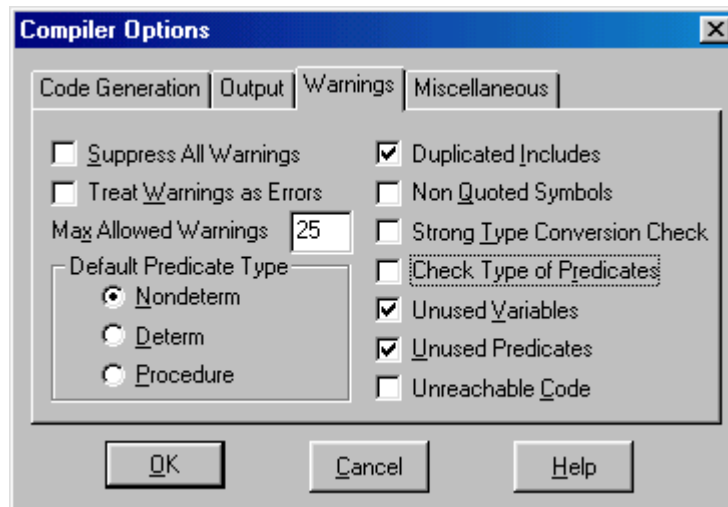 Compiler Options
Code Generation
Output
Warnings
Miscellaneous
Suppress All Warnings
Treat Warnings as Errors
Max Allowed Warnings 25
Default Predicate Type
Nondeterm
Determ
Procedure
Duplicated Includes
Non Quoted Symbols
Strong Type Conversion Check
Check Type of Predicates
Unused Variables
Unused Predicates
Unreachable Code
OK
Cancel
Help